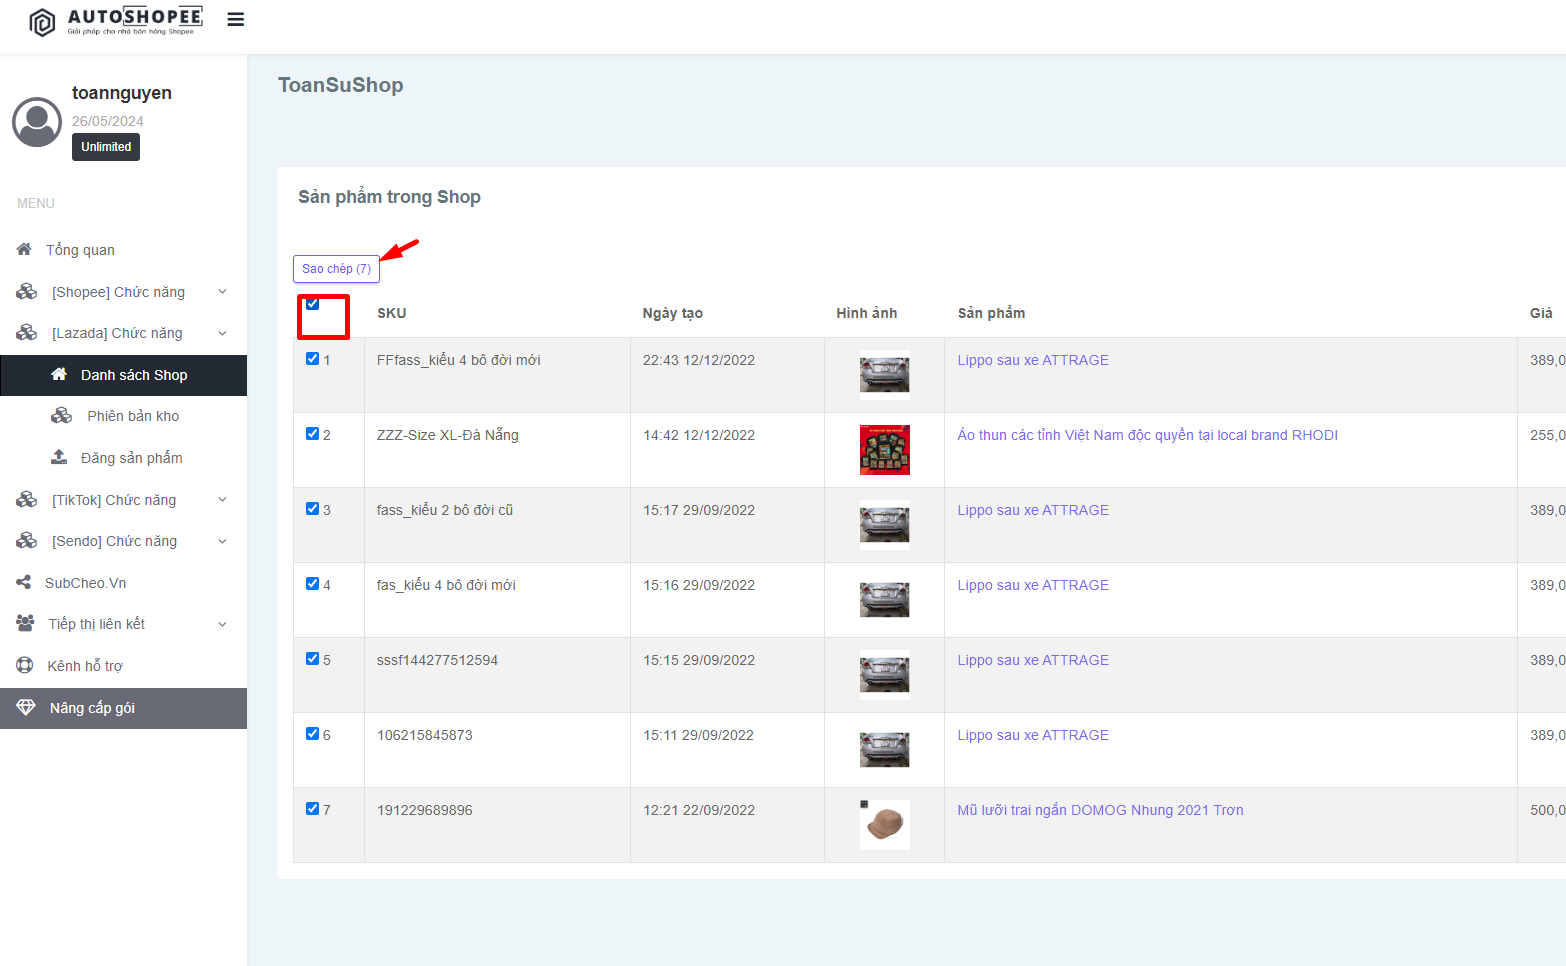 AUTOSHOPEE
Giải pháp cho nhà bán hàng Shopee
toannguyen
26/05/2024
Unlimited
MENU
Tổng quan
[Shopee] Chức năng
[Lazada] Chức năng
Danh sách Shop
Phiên bản kho
Đăng sản phẩm
[TikTok] Chức năng
[Sendo] Chức năng
SubCheo.Vn
Tiếp thị liên kết
Kênh hỗ trợ
Nâng cấp gói
ToanSuShop
Sản phẩm trong Shop
Sao chép (7)
SKU Ngày tạo Hình ảnh Sản phẩm Giá
1 FFfass_kiểu 4 bô đời mới 22:43 12/12/2022 Lippo sau xe ATTRAGE 389,0
2 ZZZ-Size XL-Đà Nẵng 14:42 12/12/2022 Áo thun các tỉnh Việt Nam độc quyền tại local brand RHODI 255,0
3 fass_kiểu 2 bô đời cũ 15:17 29/09/2022 Lippo sau xe ATTRAGE 389,0
4 fas_kiểu 4 bô đời mới 15:16 29/09/2022 Lippo sau xe ATTRAGE 389,0
5 sssf144277512594 15:15 29/09/2022 Lippo sau xe ATTRAGE 389,0
6 106215845873 15:11 29/09/2022 Lippo sau xe ATTRAGE 389,0
7 191229689896 12:21 22/09/2022 Mũ lưỡi trai ngắn DOMOG Nhung 2021 Trơn 500,0